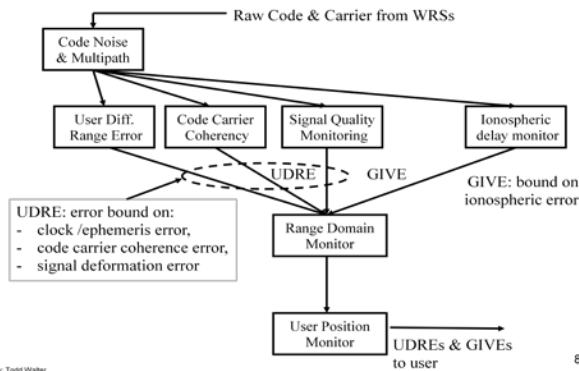 Raw Code & Carrier from WRSs
Code Noise
& Multipath
User Diff.
Range Error
Code Carrier
Coherency
Signal Quality
Monitoring
Ionospheric
delay monitor
UDRE
GIVE
GIVE: bound on
ionospheric error
UDRE: error bound on:
- clock /ephemeris error,
- code carrier coherence error,
- signal deformation error
Range Domain
Monitor
User Position
Monitor
UDREs & GIVEs
to user
8
: Todd Walter